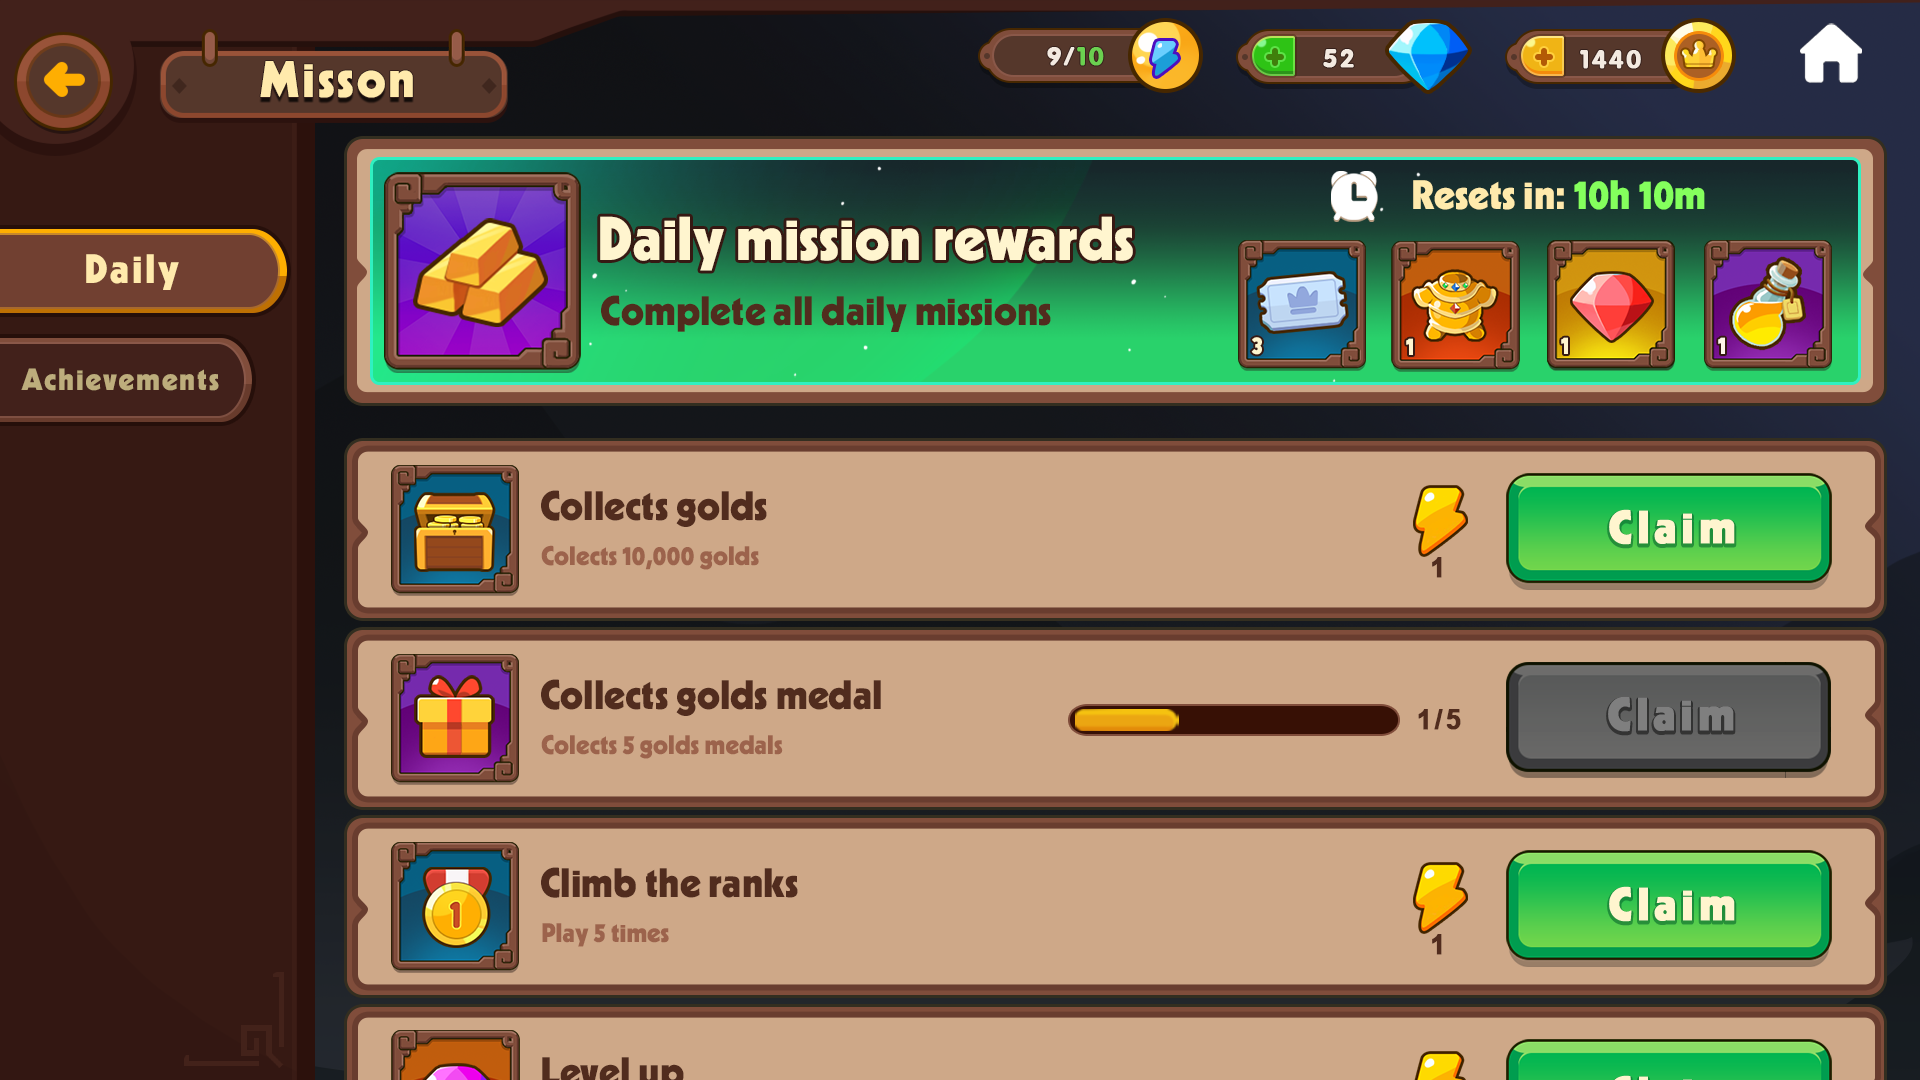 Misson
9/10
52
1440
Daily
Achievements
Daily mission rewards
Complete all daily missions
Resets in: 10h 10m
3
1
1
1
Collects golds
Colects 10,000 golds
1
Claim
Collects golds medal
Colects 5 golds medals
1/5
Claim
1
Climb the ranks
Play 5 times
1
Claim
Level up